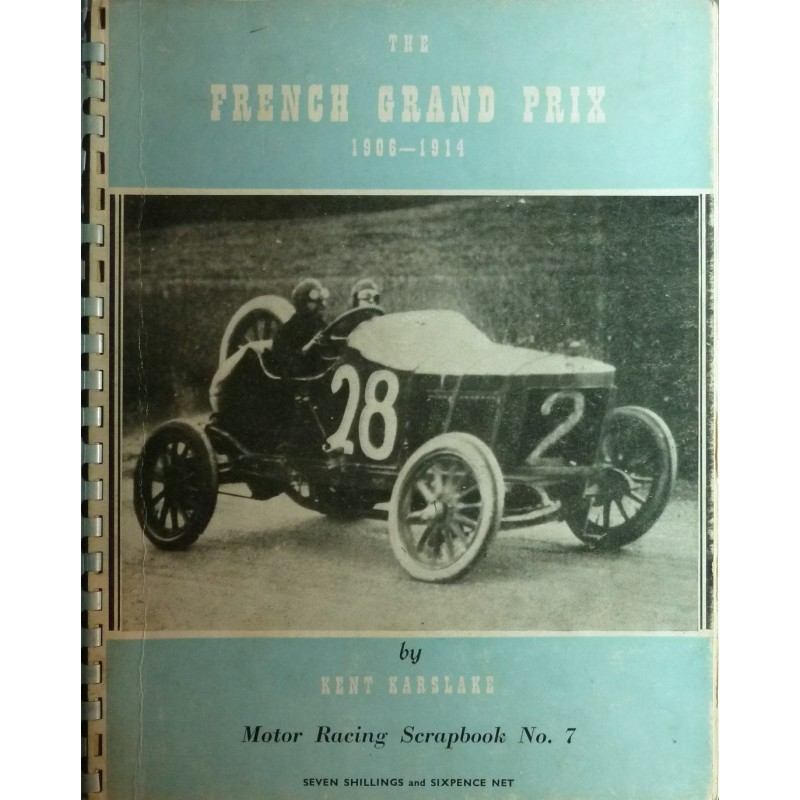 THE
FRENCH GRAND PRIX
1906—1914
28
2
by
KENT KARSLAKE
Motor Racing Scrapbook No. 7
SEVEN SHILLINGS and SIXPENCE NET